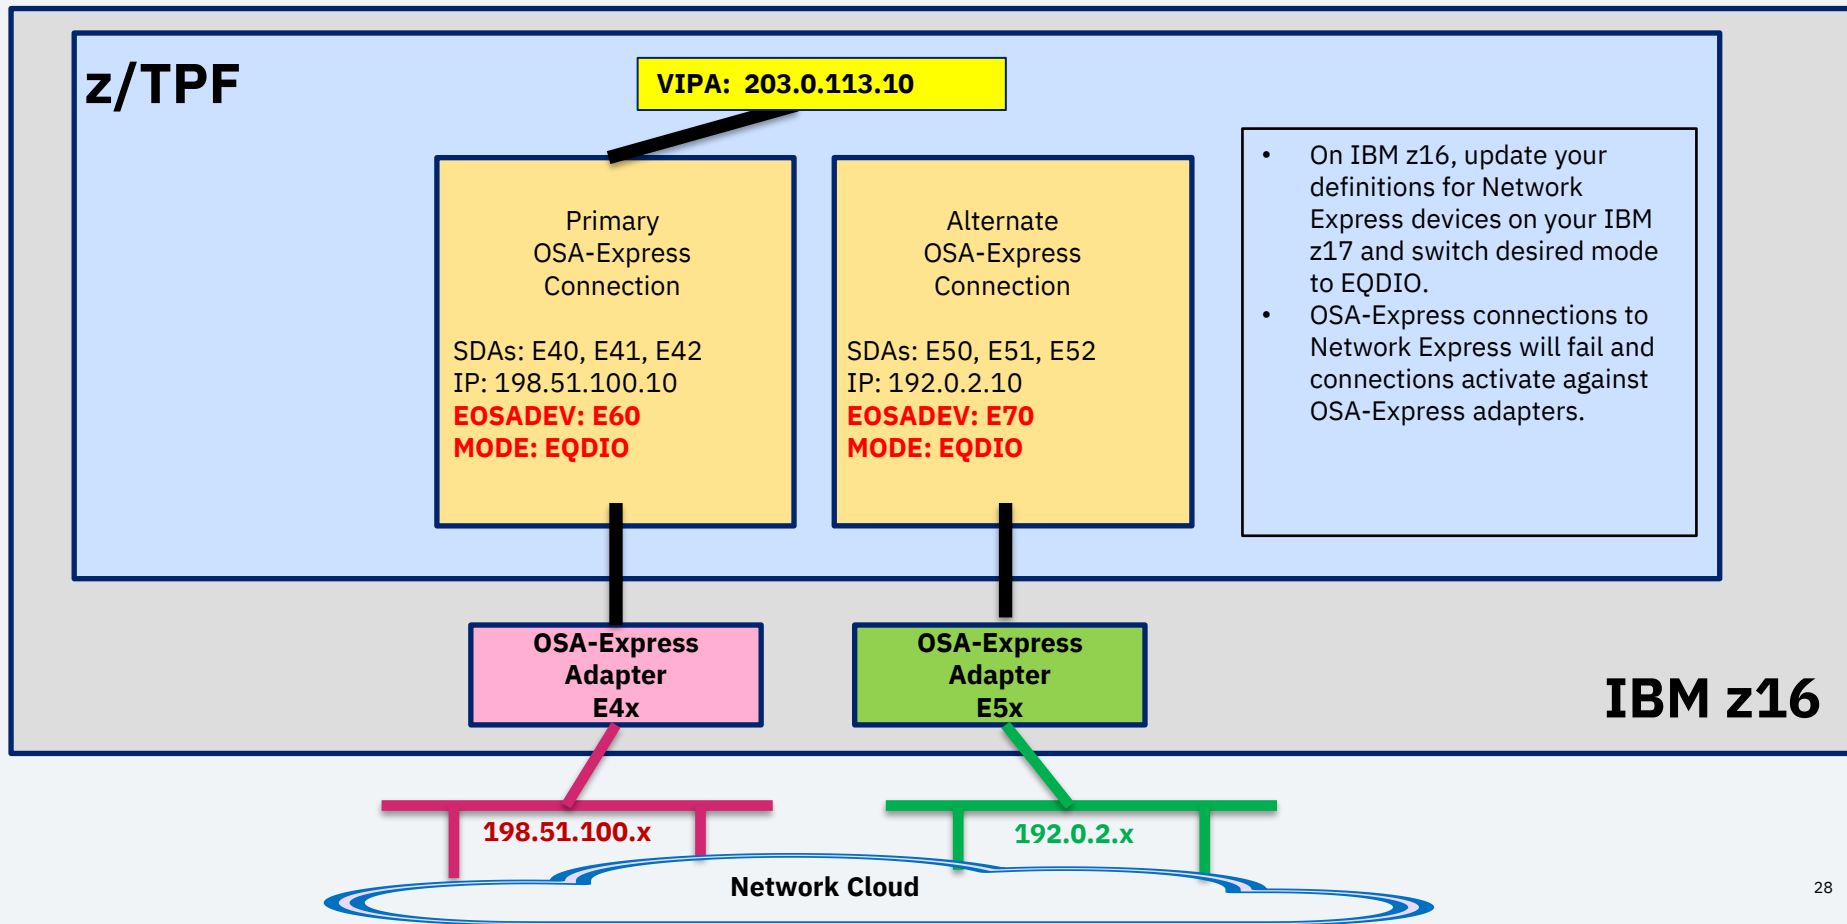 z/TPF
VIPA: 203.0.113.10
Primary
OSA-Express
Connection
SDAs: E40, E41, E42
IP: 198.51.100.10
EOSADEV: E60
MODE: EQDIO
Alternate
OSA-Express
Connection
SDAs: E50, E51, E52
IP: 192.0.2.10
EOSADEV: E70
MODE: EQDIO
• On IBM z16, update your
definitions for Network
Express devices on your IBM
z17 and switch desired mode
to EQDIO.
• OSA-Express connections to
Network Express will fail and
connections activate against
OSA-Express adapters.
OSA-Express
Adapter
E4x
OSA-Express
Adapter
E5x
IBM z16
198.51.100.x
192.0.2.x
Network Cloud
28